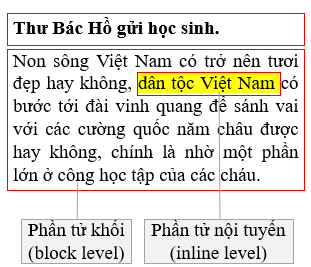 Thư Bác Hồ gửi học sinh.
Non sông Việt Nam có trở nên tươi
đẹp hay không, dân tộc Việt Nam có
bước tới đài vinh quang để sánh vai
với các cường quốc năm châu được
hay không, chính là nhờ một phần
lớn ở công học tập của các cháu.
Phần tử khối
(block level)
Phần tử nội tuyến
(inline level)